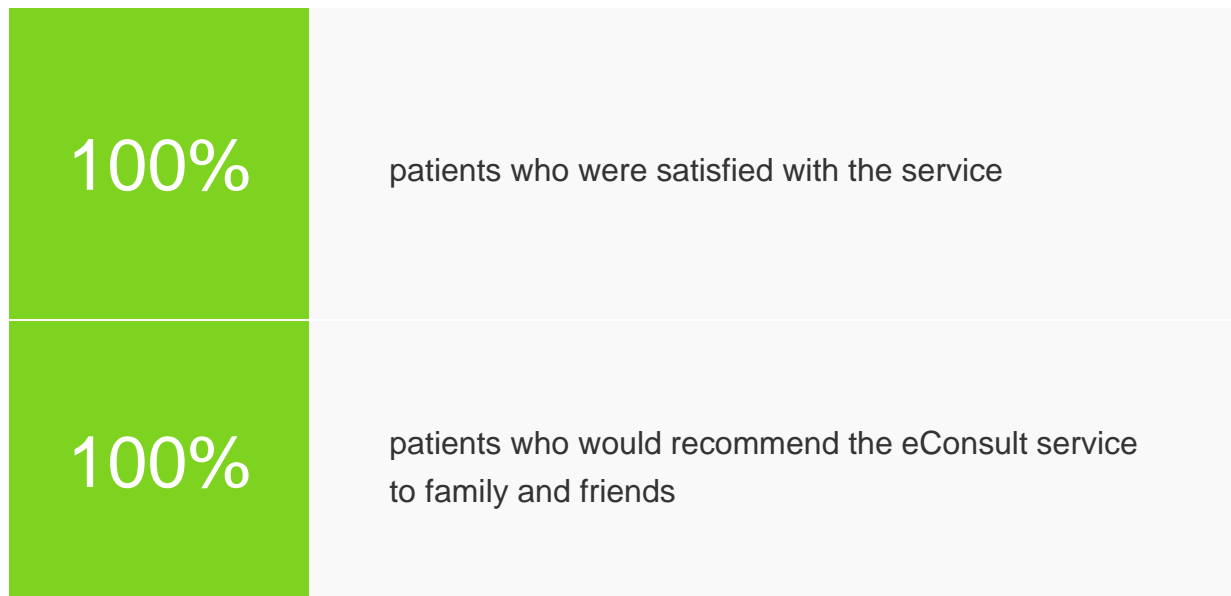 100%
patients who were satisfied with the service
100%
patients who would recommend the eConsult service
to family and friends